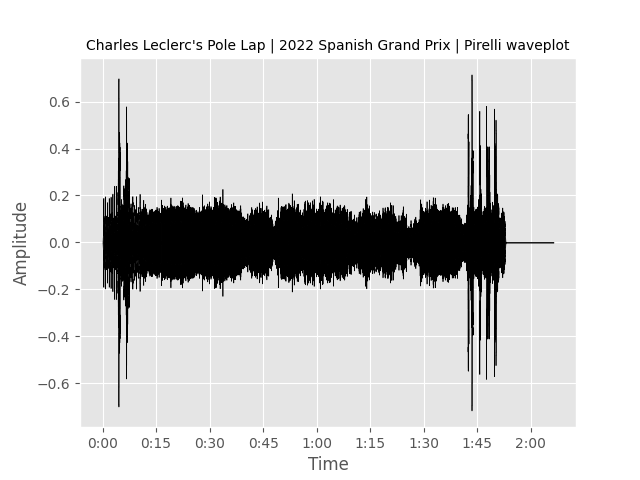 Charles Leclerc's Pole Lap | 2022 Spanish Grand Prix | Pirelli waveplot
0.6
0.4
0.2
0.0
−0.2
−0.4
−0.6
Amplitude
0:00 0:15 0:30 0:45 1:00 1:15 1:30 1:45 2:00
Time